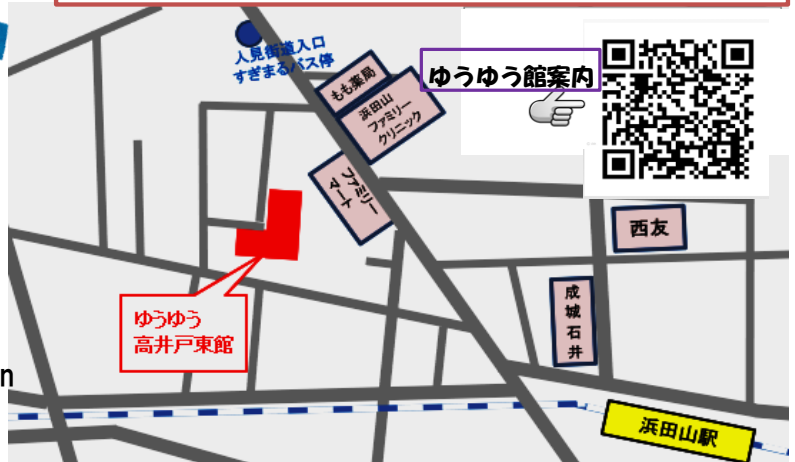 人見街道入口
すぎまるバス停
もも薬局
浜田山
ファミリー
クリニック
ゆうゆう館案内
ファミリー
マート
西友
成城石井
ゆうゆう
高井戸東館
n
浜田山駅